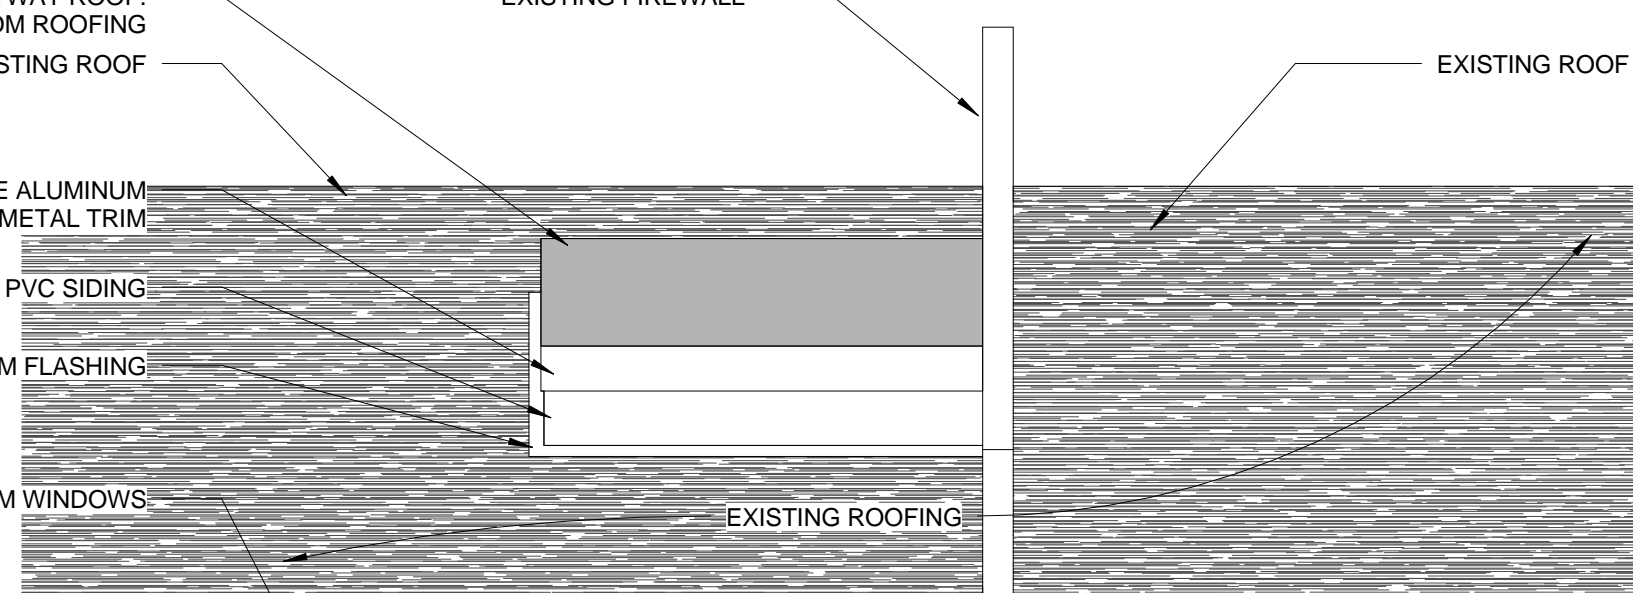 EXISTING FIREWALL
OM ROOFING
STING ROOF
EXISTING ROOF
E ALUMINUM
METAL TRIM
PVC SIDING
M FLASHING
M WINDOWS
EXISTING ROOFING